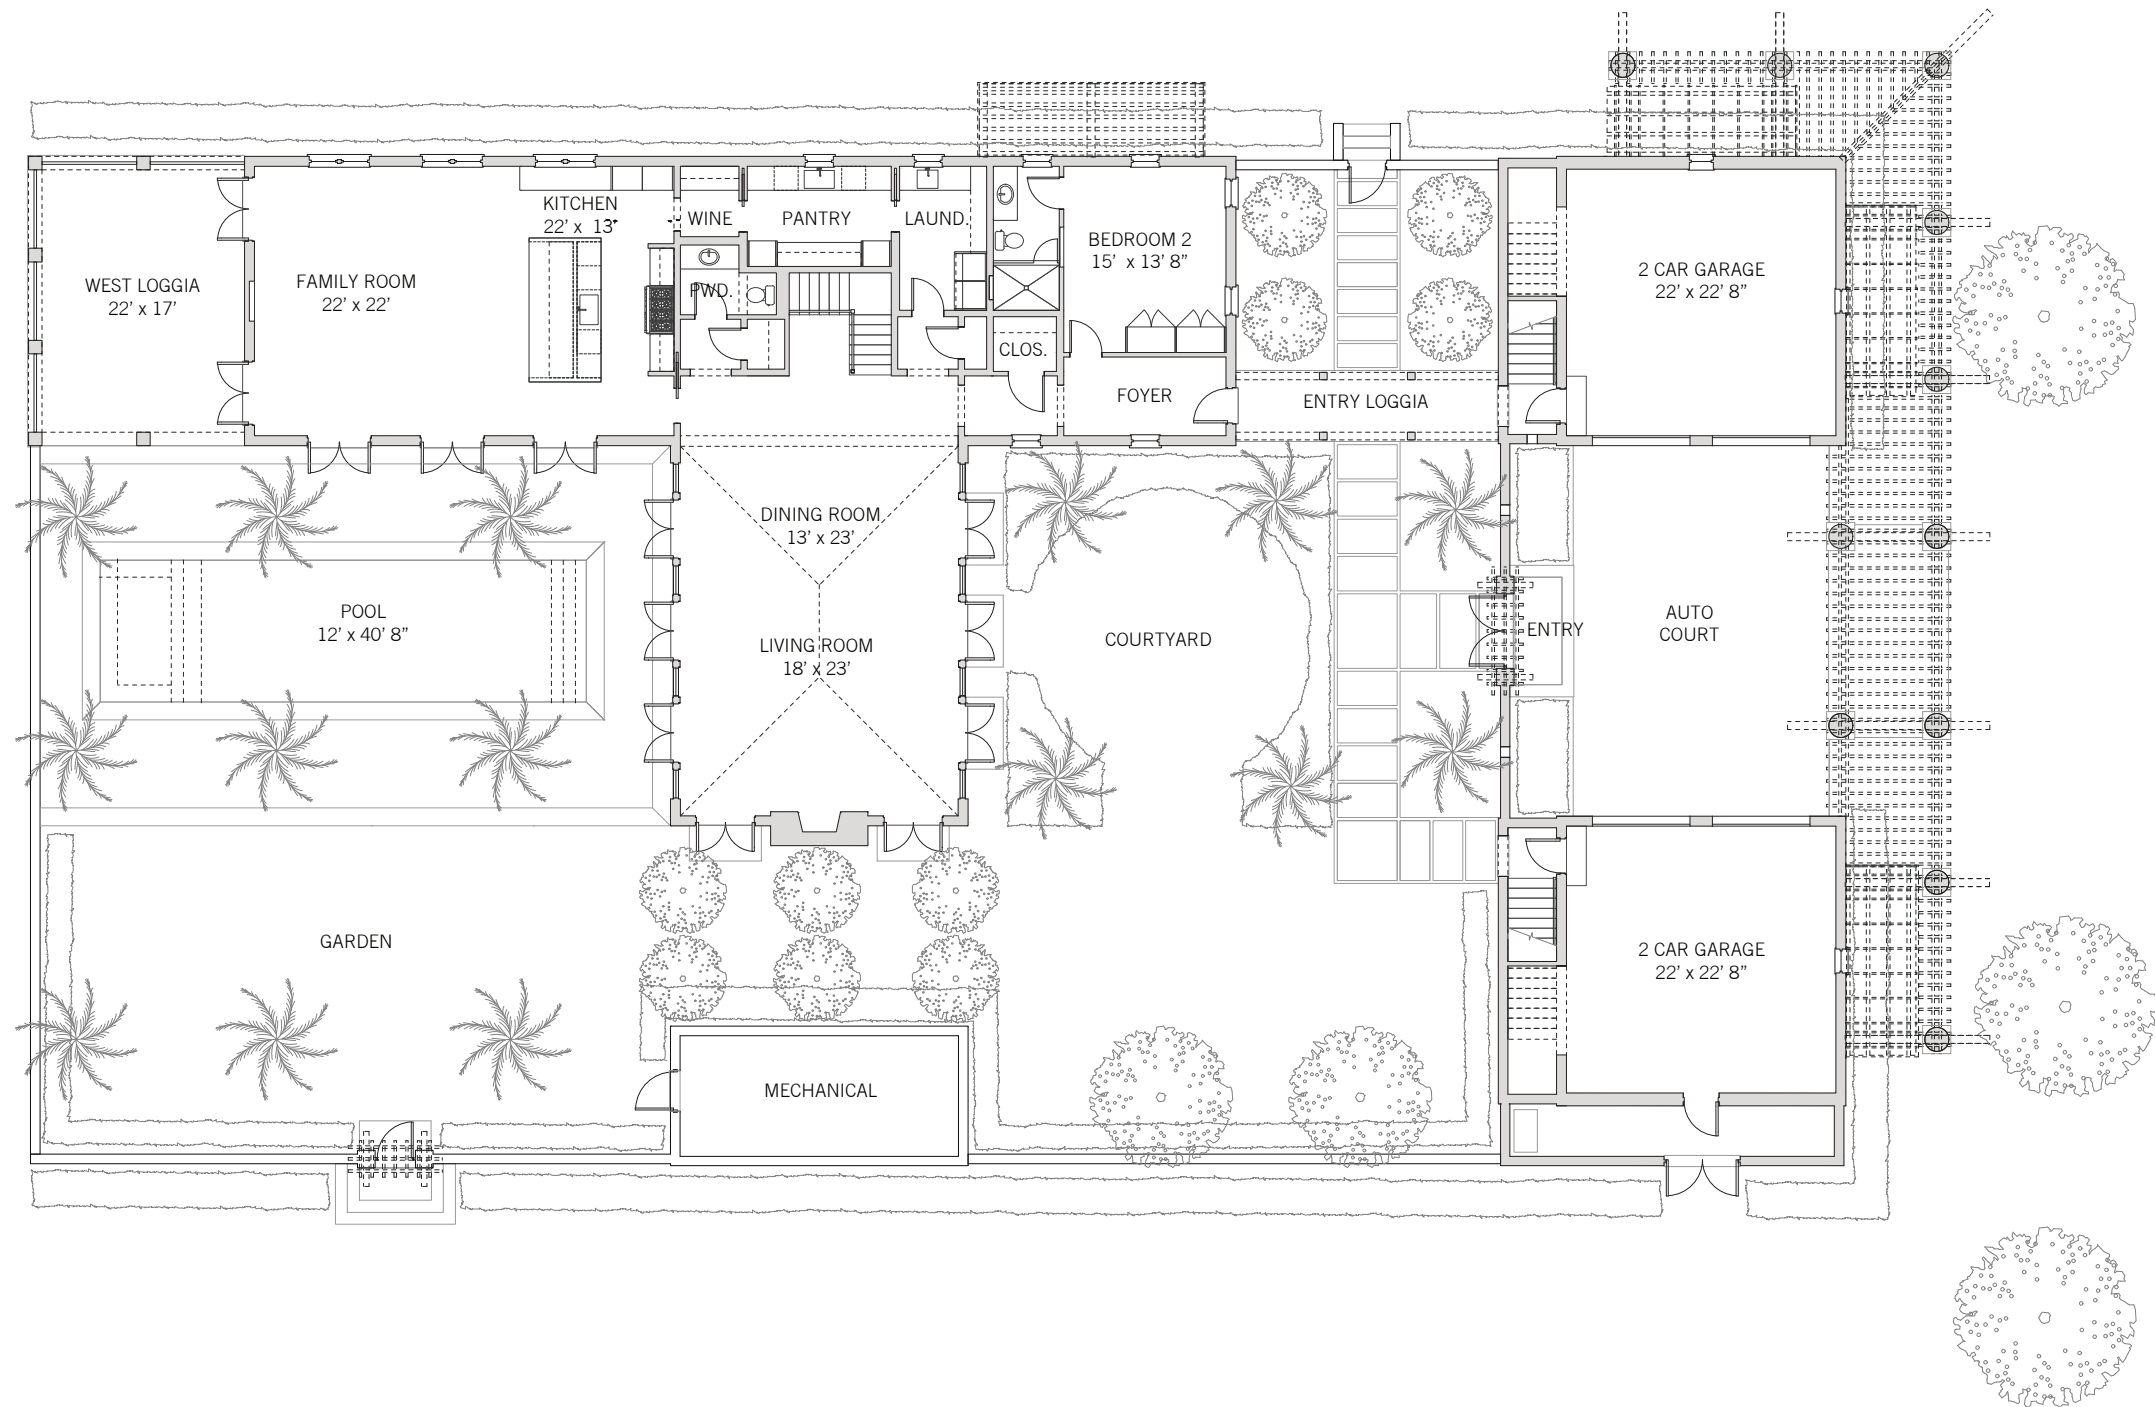 KITCHEN
22' x 13"
WINE
PANTRY
LAUND.
BEDROOM 2
15' x 13' 8"
2 CAR GARAGE
22' x 22' 8"
WEST LOGGIA
22' x 17'
FAMILY ROOM
22' x 22'
PWD.
CLOS.
FOYER
ENTRY LOGGIA
DINING ROOM
13' x 23'
POOL
12' x 40' 8"
LIVING ROOM
18' x 23'
COURTYARD
ENTRY
AUTO
COURT
GARDEN
2 CAR GARAGE
22' x 22' 8"
MECHANICAL